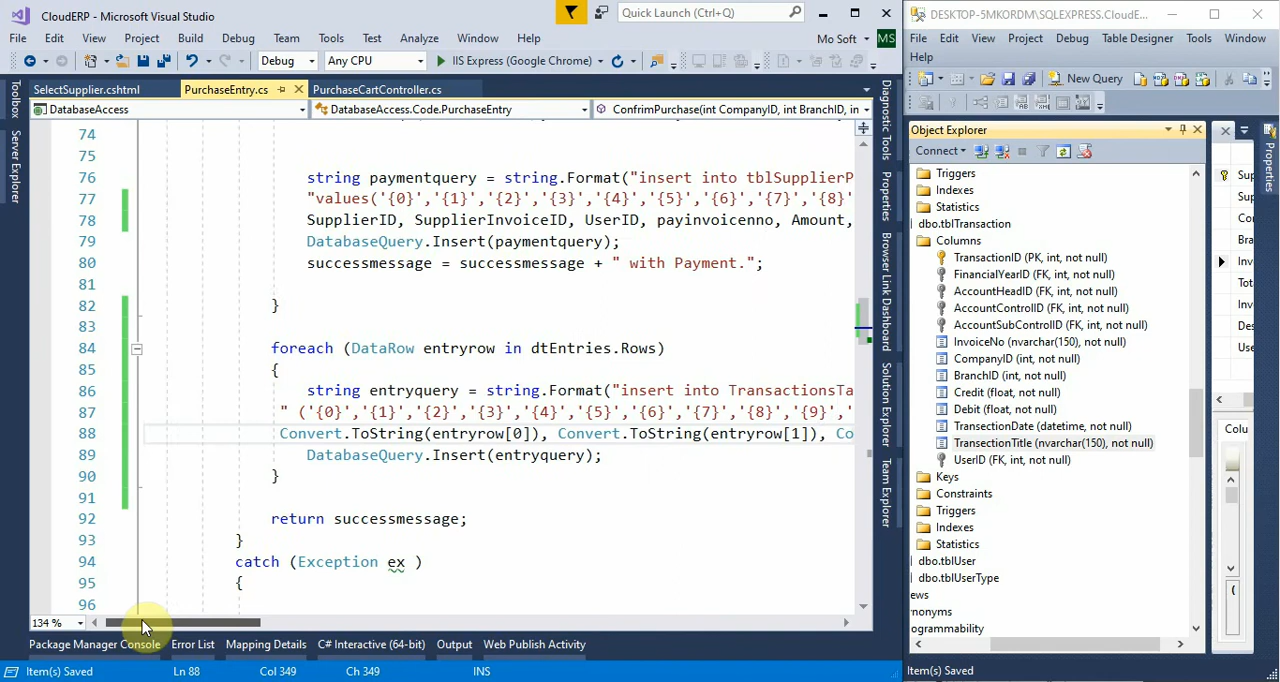 CloudERP - Microsoft Visual Studio
Quick Launch (Ctrl+Q)
File Edit View Project Build Debug Team Tools Test Analyze Window Help
Mo Soft MS
Debug Any CPU IIS Express (Google Chrome)
SelectSupplier.cshtml PurchaseEntry.cs PurchaseCartController.cs
DatabaseAccess DatabaseAccess.Code.PurchaseEntry ConfrimPurchase(int CompanyID, int BranchID, in
Toolbox
Server Explorer
74
75
76 string paymentquery = string.Format("insert into tblSupplierP
77 "values('{0}','{1}','{2}','{3}','{4}','{5}','{6}','{7}','{8}'
78 SupplierID, SupplierInvoiceID, UserID, payinvoiceno, Amount,
79 DatabaseQuery.Insert(paymentquery);
80 successmessage = successmessage + " with Payment.";
81
82 }
83
84 foreach (DataRow entryrow in dtEntries.Rows)
85 {
86 string entryquery = string.Format("insert into TransactionsTa
87 " ('{0}','{1}','{2}','{3}','{4}','{5}','{6}','{7}','{8}','{9}','
88 Convert.ToString(entryrow[0]), Convert.ToString(entryrow[1]), Co
89 DatabaseQuery.Insert(entryquery);
90 }
91
92 return successmessage;
93 }
94 catch (Exception ex )
95 {
96
134 %
Package Manager Console Error List Mapping Details C# Interactive (64-bit) Output Web Publish Activity
Item(s) Saved Ln 88 Col 349 Ch 349 INS
Diagnostic Tools
Properties
Browser Link Dashboard
Solution Explorer
Team Explorer
DESKTOP-5MKORDM\SQLEXPRESS.CloudE...
File Edit View Project Debug Table Designer Tools Window
Help
New Query
Object Explorer
Connect
Triggers
Indexes
Statistics
dbo.tblTransaction
Columns
TransactionID (PK, int, not null)
FinancialYearID (FK, int, not null)
AccountHeadID (FK, int, not null)
AccountControlID (FK, int, not null)
AccountSubControlID (FK, int, not null)
InvoiceNo (nvarchar(150), not null)
CompanyID (int, not null)
BranchID (int, not null)
Credit (float, not null)
Debit (float, not null)
TransectionDate (datetime, not null)
TransectionTitle (nvarchar(150), not null)
UserID (FK, int, not null)
Keys
Constraints
Triggers
Indexes
Statistics
dbo.tblUser
dbo.tblUserType
ews
nonyms
ogrammability
Item(s) Saved
Sup
Sup
Con
Bra
Invo
Tota
Invo
Des
Use
Colu
(
Properties